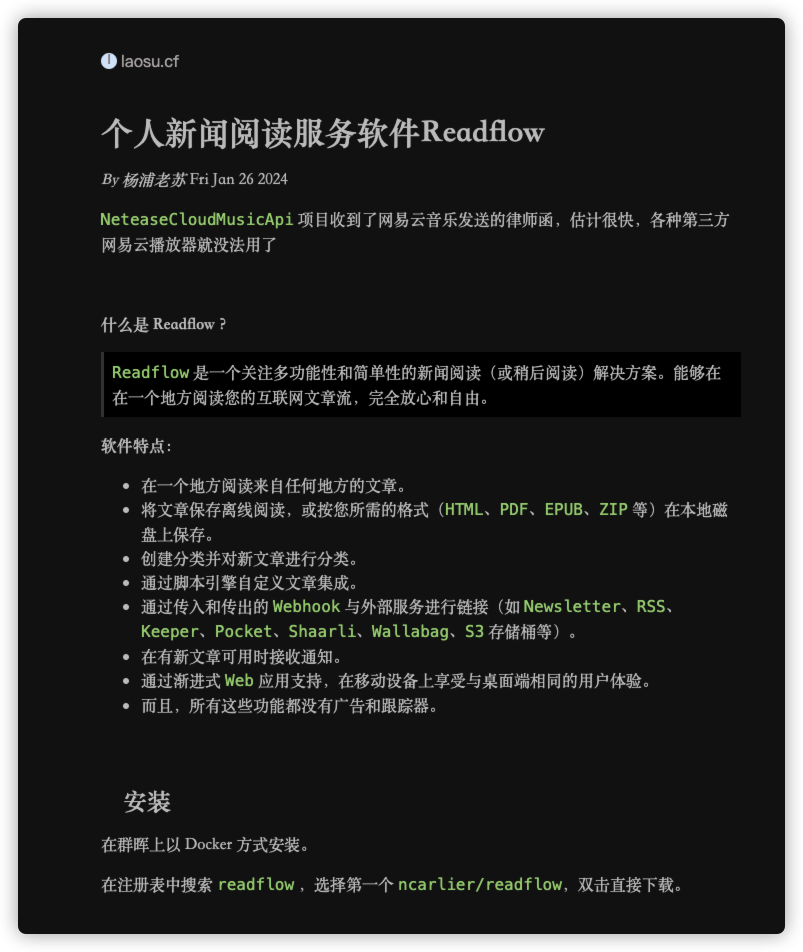 laosu.cf
个人新闻阅读服务软件Readflow
By 杨浦老苏 Fri Jan 26 2024
NeteaseCloudMusicApi 项目收到了网易云音乐发送的律师函，估计很快，各种第三方
网易云播放器就没法用了
什么是 Readflow ?
Readflow 是一个关注多功能性和简单性的新闻阅读（或稍后阅读）解决方案。能够在
在一个地方阅读您的互联网文章流，完全放心和自由。
软件特点：
• 在一个地方阅读来自任何地方的文章。
• 将文章保存离线阅读，或按您所需的格式（HTML、PDF、EPUB、ZIP 等）在本地磁
盘上保存。
• 创建分类并对新文章进行分类。
• 通过脚本引擎自定义文章集成。
• 通过传入和传出的 Webhook 与外部服务进行链接（如 Newsletter、RSS、
Keeper、Pocket、Shaarli、Wallabag、S3 存储桶等）。
• 在有新文章可用时接收通知。
• 通过渐进式 Web 应用支持，在移动设备上享受与桌面端相同的用户体验。
• 而且，所有这些功能都没有广告和跟踪器。
安装
在群晖上以 Docker 方式安装。
在注册表中搜索 readflow ，选择第一个 ncarlier/readflow，双击直接下载。